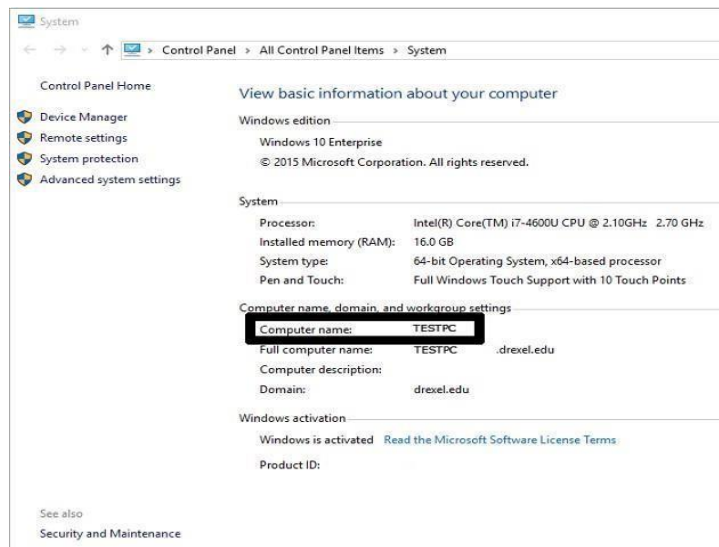 System
Control Panel > All Control Panel Items > System
Control Panel Home
Device Manager
Remote settings
System protection
Advanced system settings
View basic information about your computer
Windows edition
Windows 10 Enterprise
© 2015 Microsoft Corporation. All rights reserved.
System
Processor: Intel(R) Core(TM) i7-4600U CPU @ 2.10GHz 2.70 GHz
Installed memory (RAM): 16.0 GB
System type: 64-bit Operating System, x64-based processor
Pen and Touch: Full Windows Touch Support with 10 Touch Points
Computer name, domain, and workgroup settings
Computer name: TESTPC
Full computer name: TESTPC .drexel.edu
Computer description:
Domain: drexel.edu
Windows activation
Windows is activated Read the Microsoft Software License Terms
Product ID:
See also
Security and Maintenance